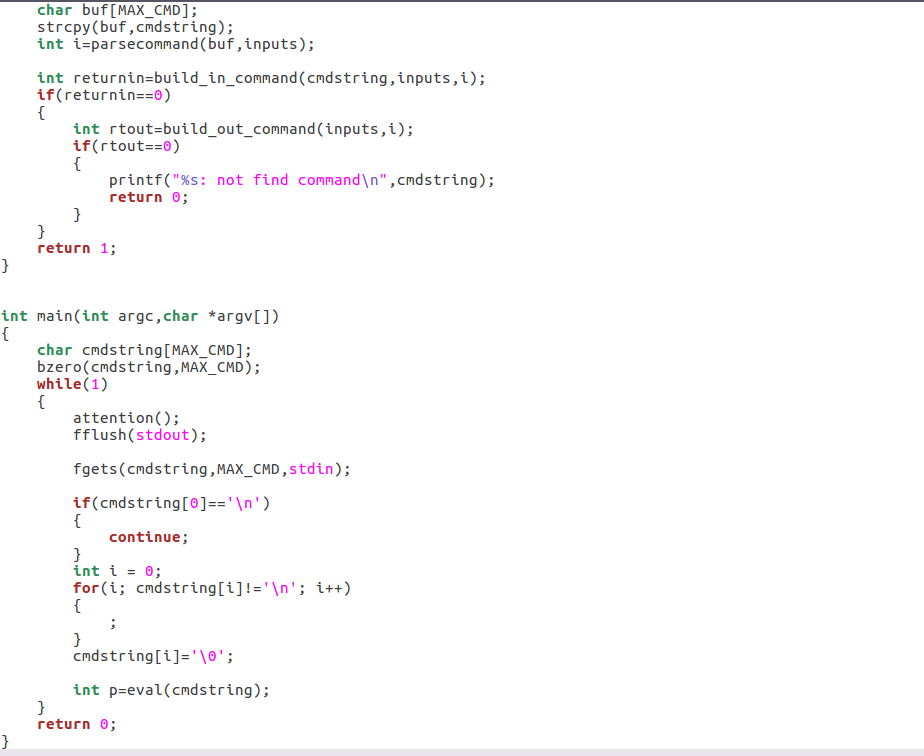 char buf[MAX_CMD];
    strcpy(buf,cmdstring);
    int i=parsecommand(buf,inputs);

    int returnin=build_in_command(cmdstring,inputs,i);
    if(returnin==0)
    {
        int rtout=build_out_command(inputs,i);
        if(rtout==0)
        {
            printf("%s: not find command\n",cmdstring);
            return 0;
        }
    }
    return 1;
}


int main(int argc,char *argv[])
{
    char cmdstring[MAX_CMD];
    bzero(cmdstring,MAX_CMD);
    while(1)
    {
        attention();
        fflush(stdout);

        fgets(cmdstring,MAX_CMD,stdin);

        if(cmdstring[0]=='\n')
        {
            continue;
        }
        int i = 0;
        for(i; cmdstring[i]!='\n'; i++)
        {
            ;
        }
        cmdstring[i]='\0';

        int p=eval(cmdstring);
    }
    return 0;
}